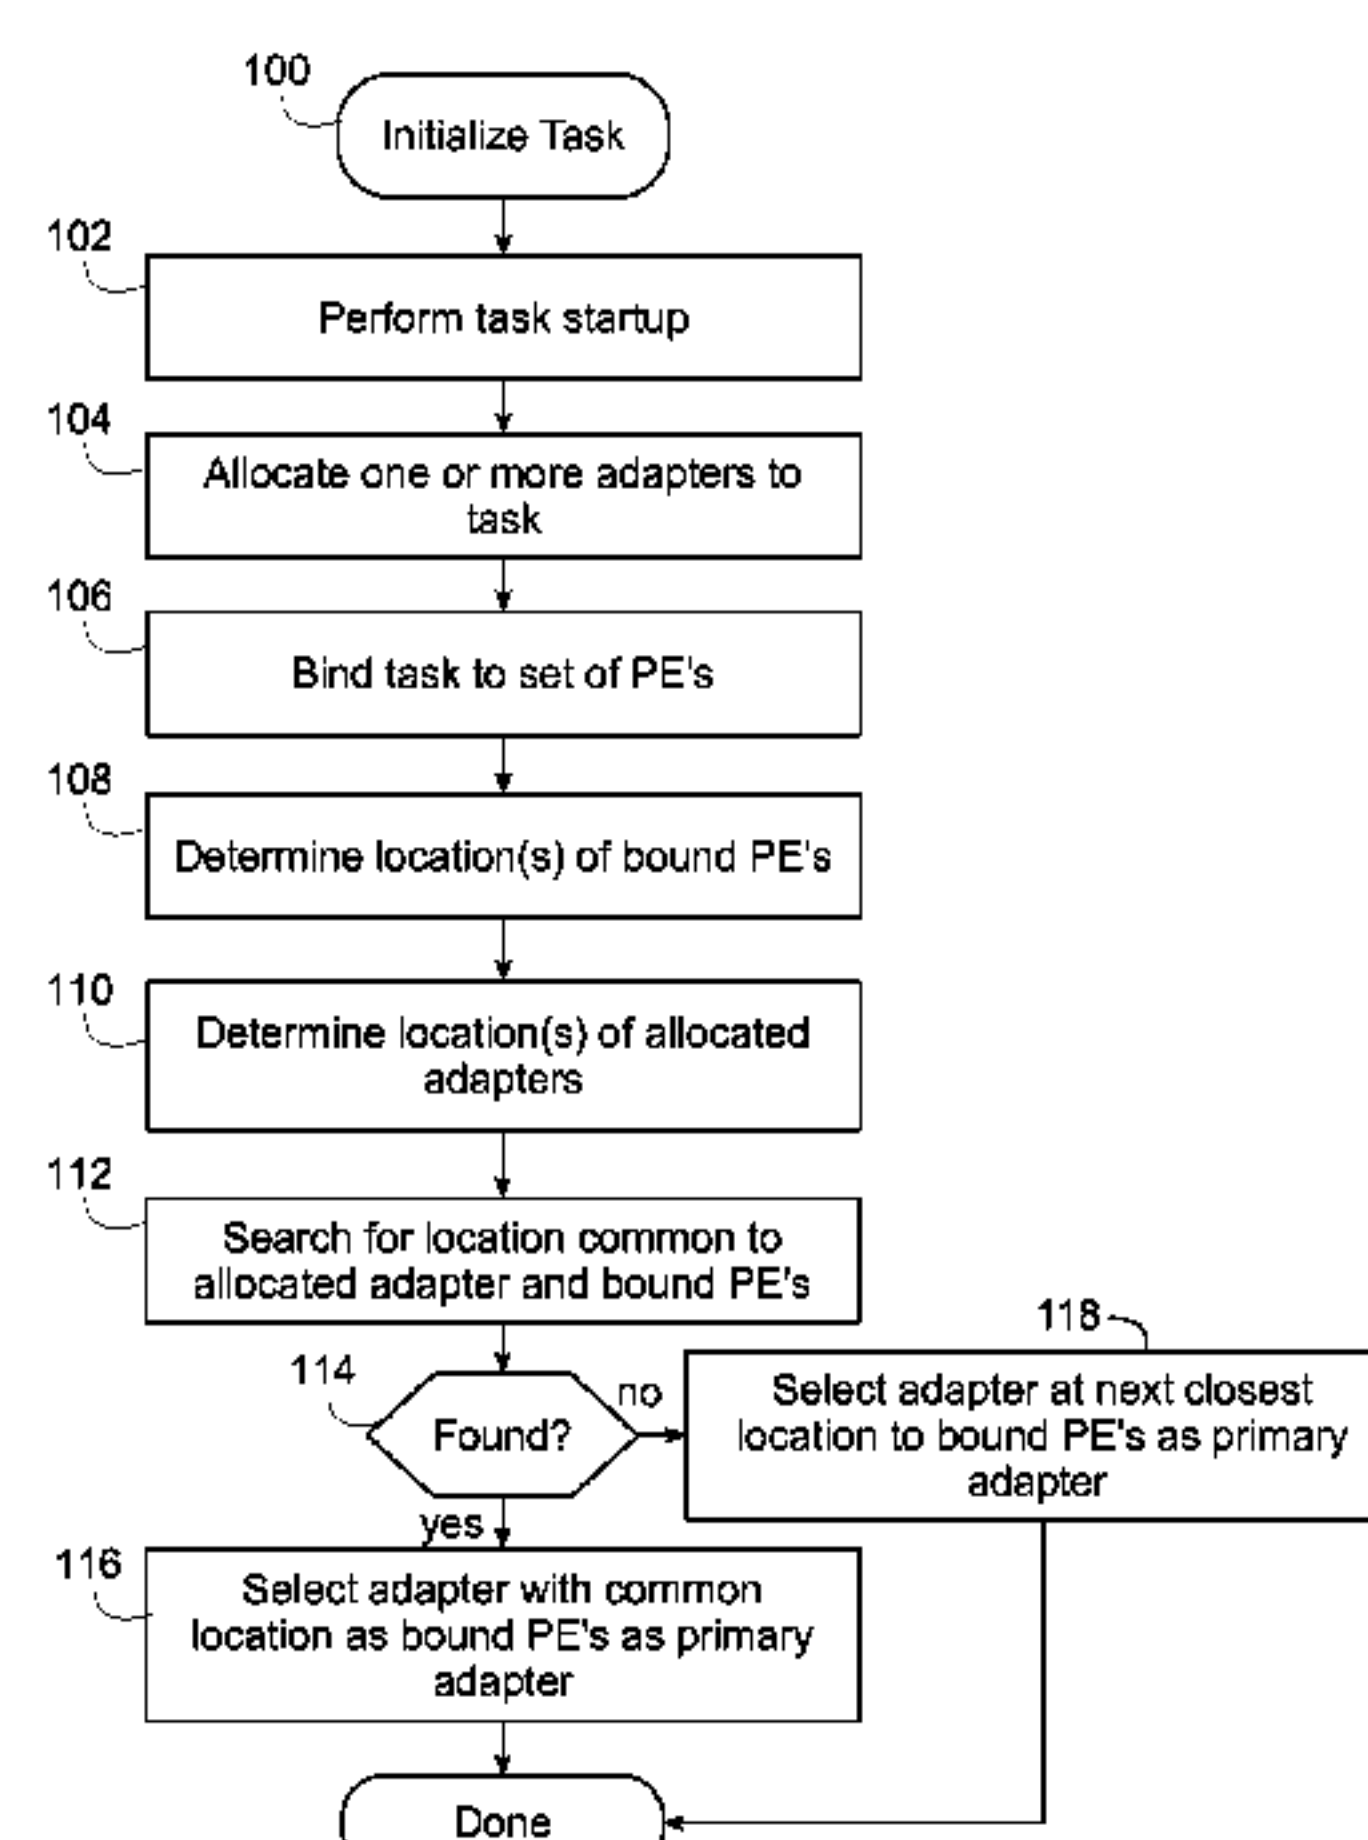 100
Initialize Task
102
Perform task startup
104
Allocate one or more adapters to
task
106
Bind task to set of PE's
108
Determine location(s) of bound PE's
110
Determine location(s) of allocated
adapters
112
Search for location common to
allocated adapter and bound PE's
114
Found?
no
118
Select adapter at next closest
location to bound PE's as primary
adapter
yes
116
Select adapter with common
location as bound PE's as primary
adapter
Done